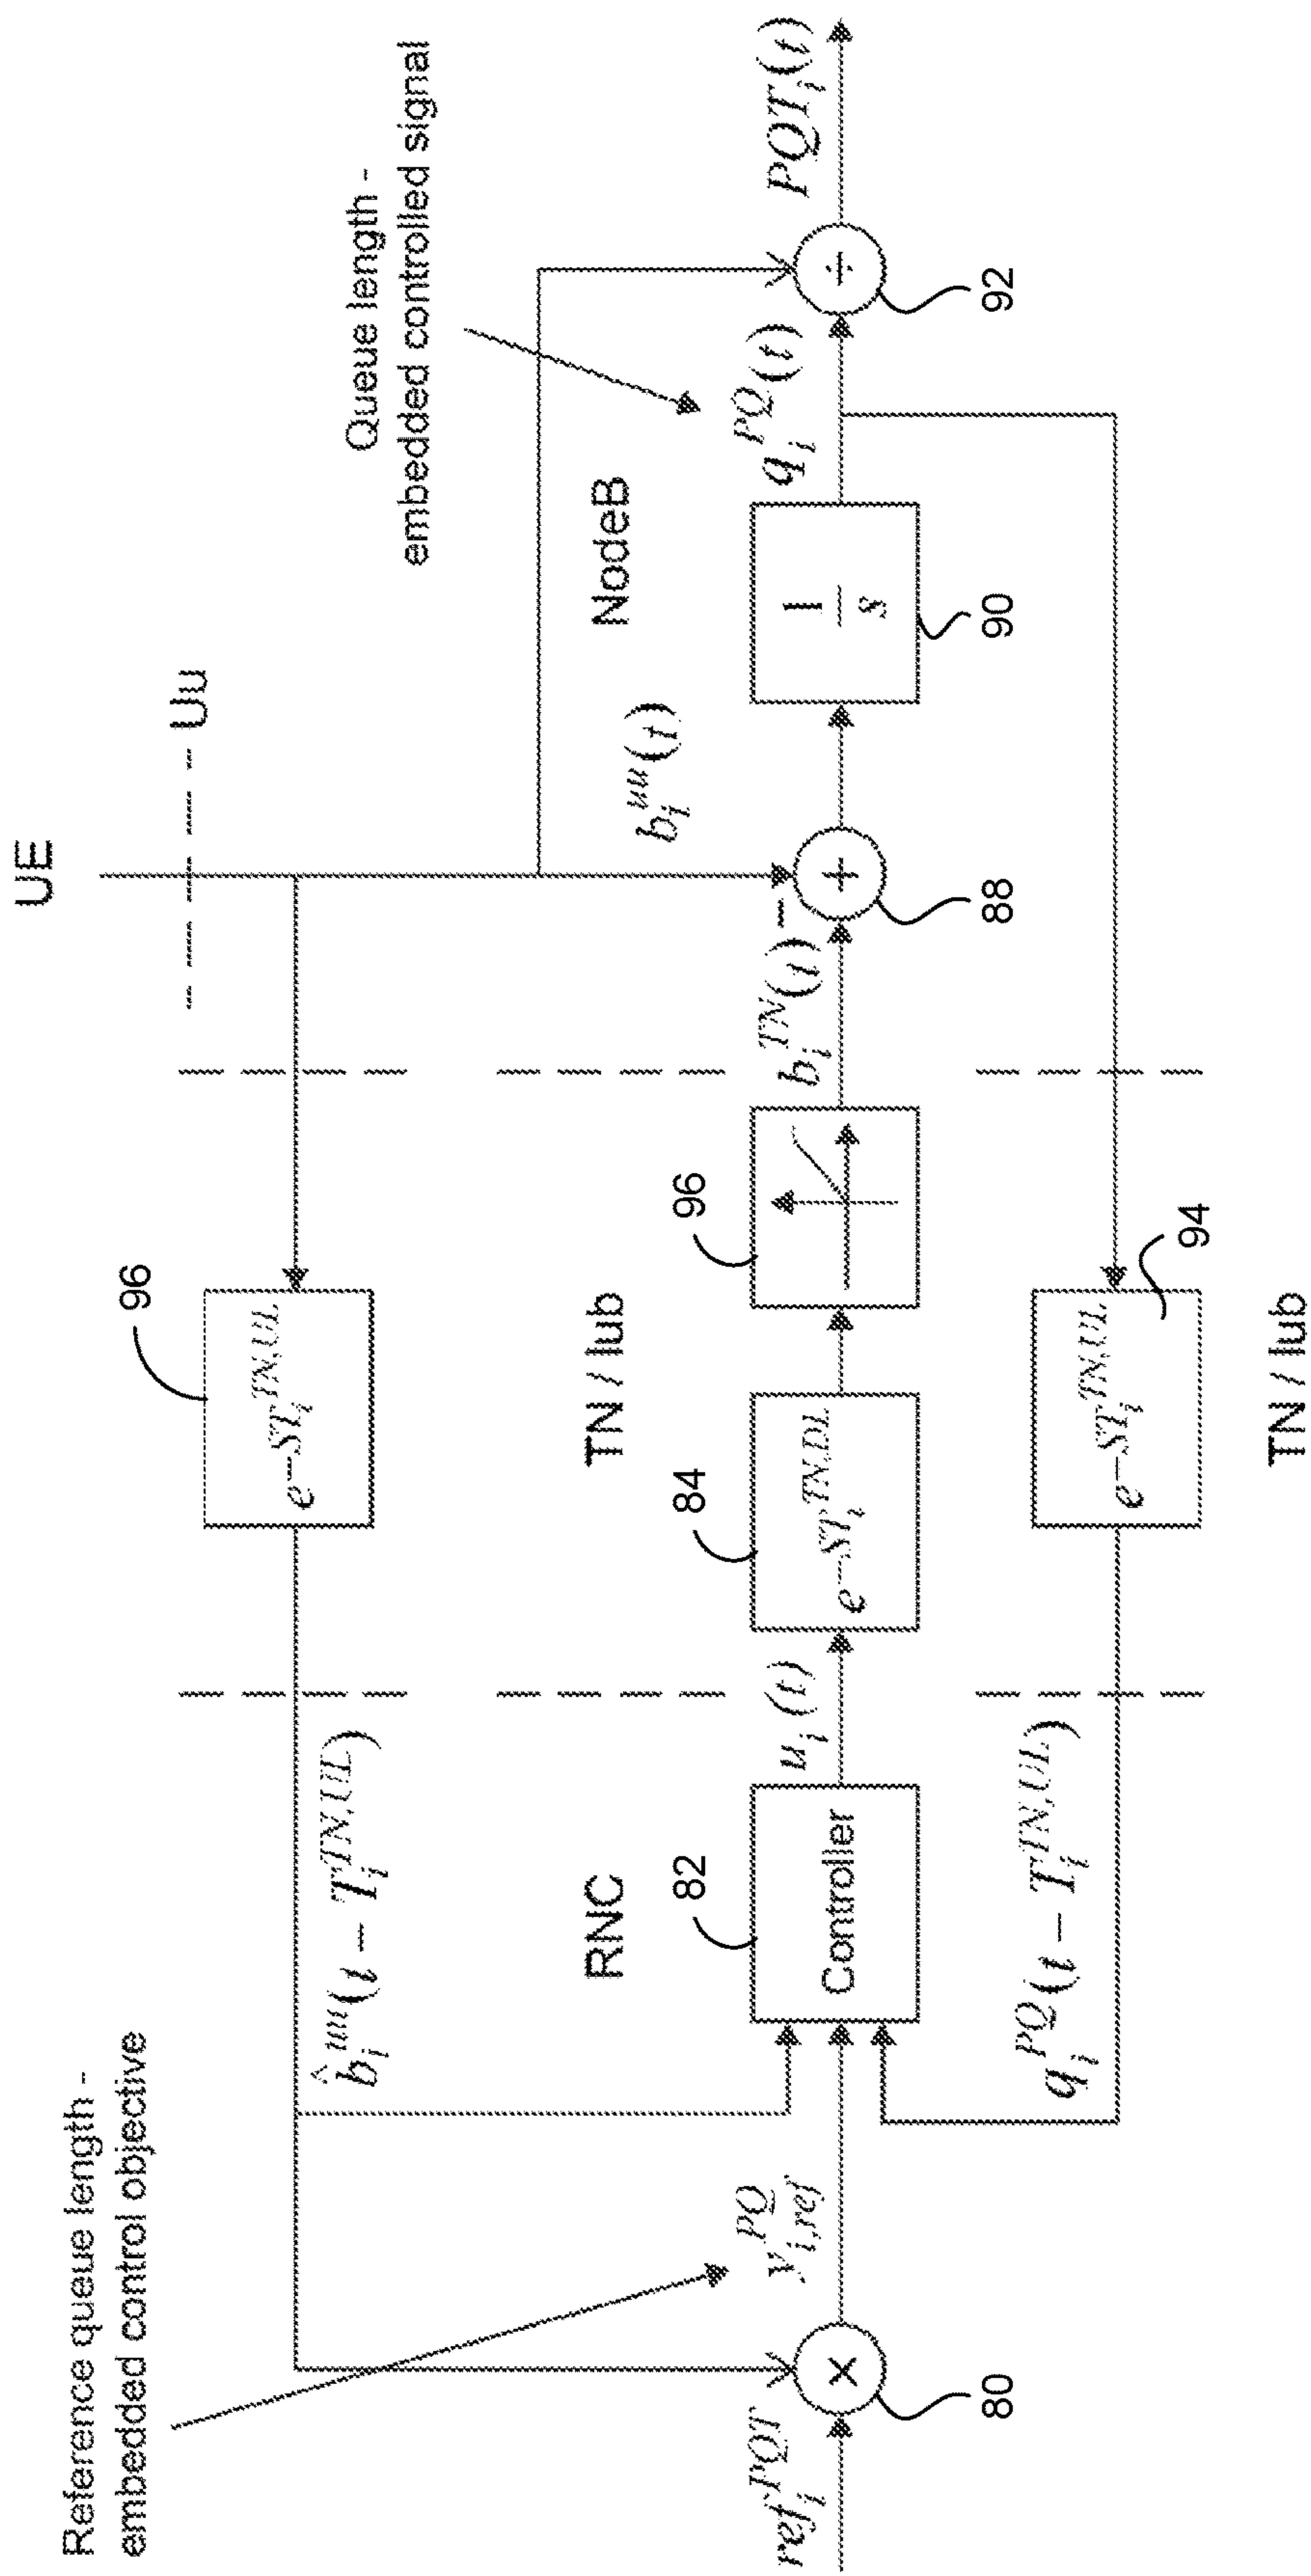 UE
Uu
Reference queue length -
embedded control objective
Queue length -
embedded controlled signal
96
e^{-ST_i^{TN,UL}}
\hat{b}_i^{uu}(t - T_i^{TN,UL})
RNC
TN / Iub
NodeB
b_i^{uu}(t)
ref_i^{PQT}
×
80
y_{i,ref}^{PQ}
82
Controller
u_i(t)
84
e^{-ST_i^{TN,DL}}
96
b_i^{TN}(t)
-
+
88
1
s
90
q_i^{PQ}(t)
÷
92
PQT_i(t)
q_i^{PQ}(t - T_i^{TN,UL})
e^{-ST_i^{TN,UL}}
94
TN / Iub